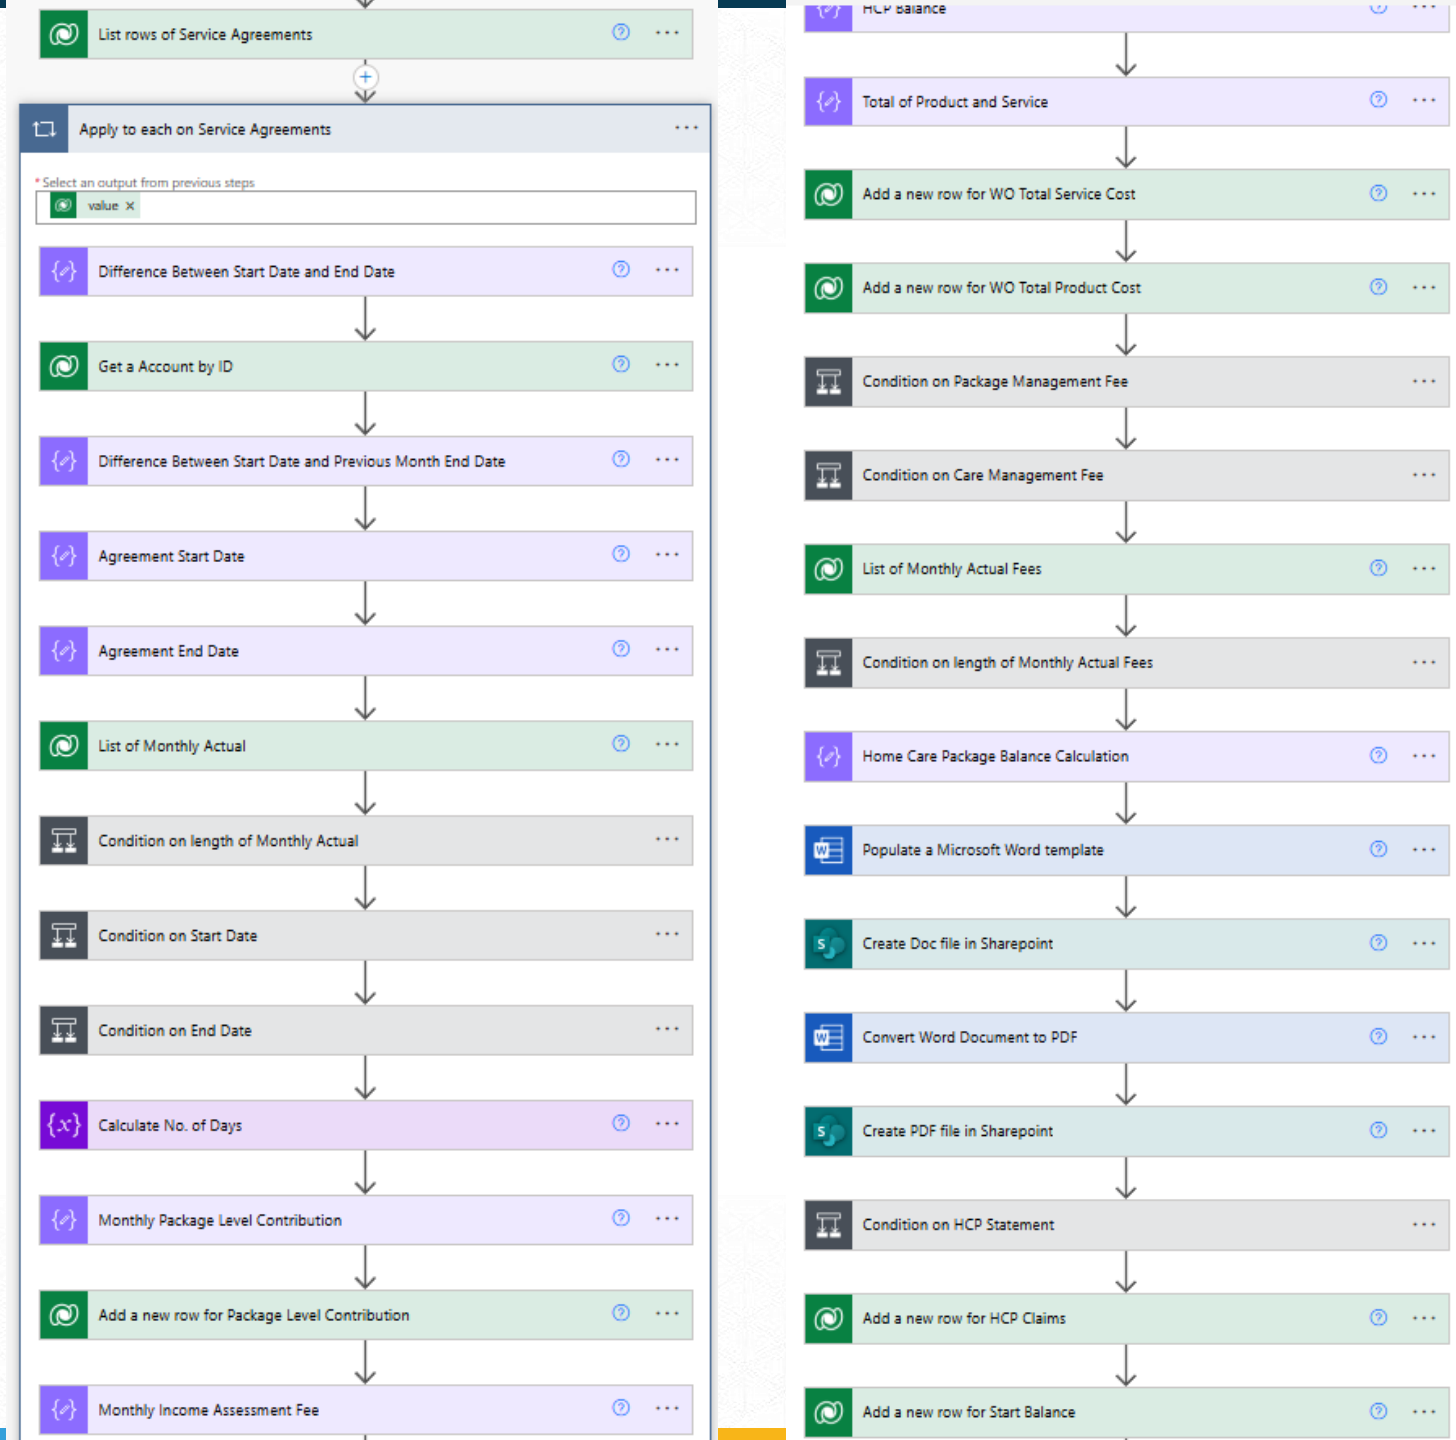 List rows of Service Agreements
Apply to each on Service Agreements
* Select an output from previous steps
value ×
Difference Between Start Date and End Date
Get a Account by ID
Difference Between Start Date and Previous Month End Date
Agreement Start Date
Agreement End Date
List of Monthly Actual
Condition on length of Monthly Actual
Condition on Start Date
Condition on End Date
{x} Calculate No. of Days
Monthly Package Level Contribution
Add a new row for Package Level Contribution
Monthly Income Assessment Fee
HCP Balance
Total of Product and Service
Add a new row for WO Total Service Cost
Add a new row for WO Total Product Cost
Condition on Package Management Fee
Condition on Care Management Fee
List of Monthly Actual Fees
Condition on length of Monthly Actual Fees
Home Care Package Balance Calculation
Populate a Microsoft Word template
Create Doc file in Sharepoint
Convert Word Document to PDF
Create PDF file in Sharepoint
Condition on HCP Statement
Add a new row for HCP Claims
Add a new row for Start Balance